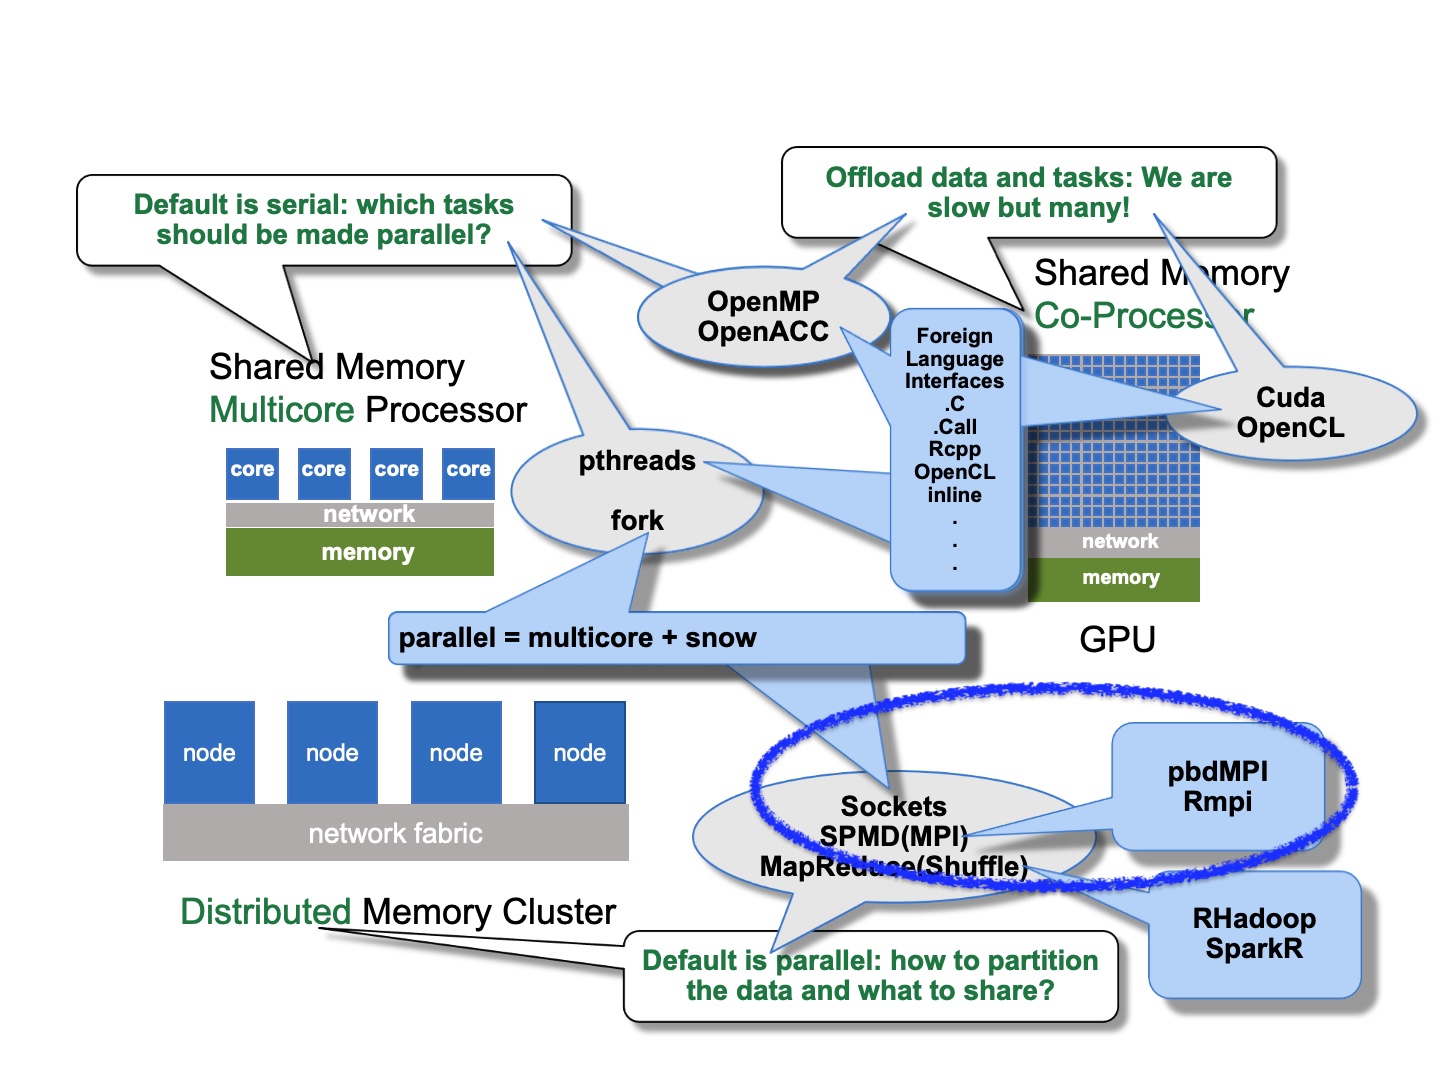 Default is serial: which tasks
should be made parallel?
Offload data and tasks: We are
slow but many!
Shared Memory
Co-Processor
OpenMP
OpenACC
Foreign
Language
Interfaces
.C
.Call
Rcpp
OpenCL
inline
.
.
.
Shared Memory
Multicore Processor
Cuda
OpenCL
core core core core
network
memory
pthreads
fork
network
memory
GPU
parallel = multicore + snow
node node node node
network fabric
Distributed Memory Cluster
Sockets
SPMD(MPI)
MapReduce(Shuffle)
pbdMPI
Rmpi
RHadoop
SparkR
Default is parallel: how to partition
the data and what to share?